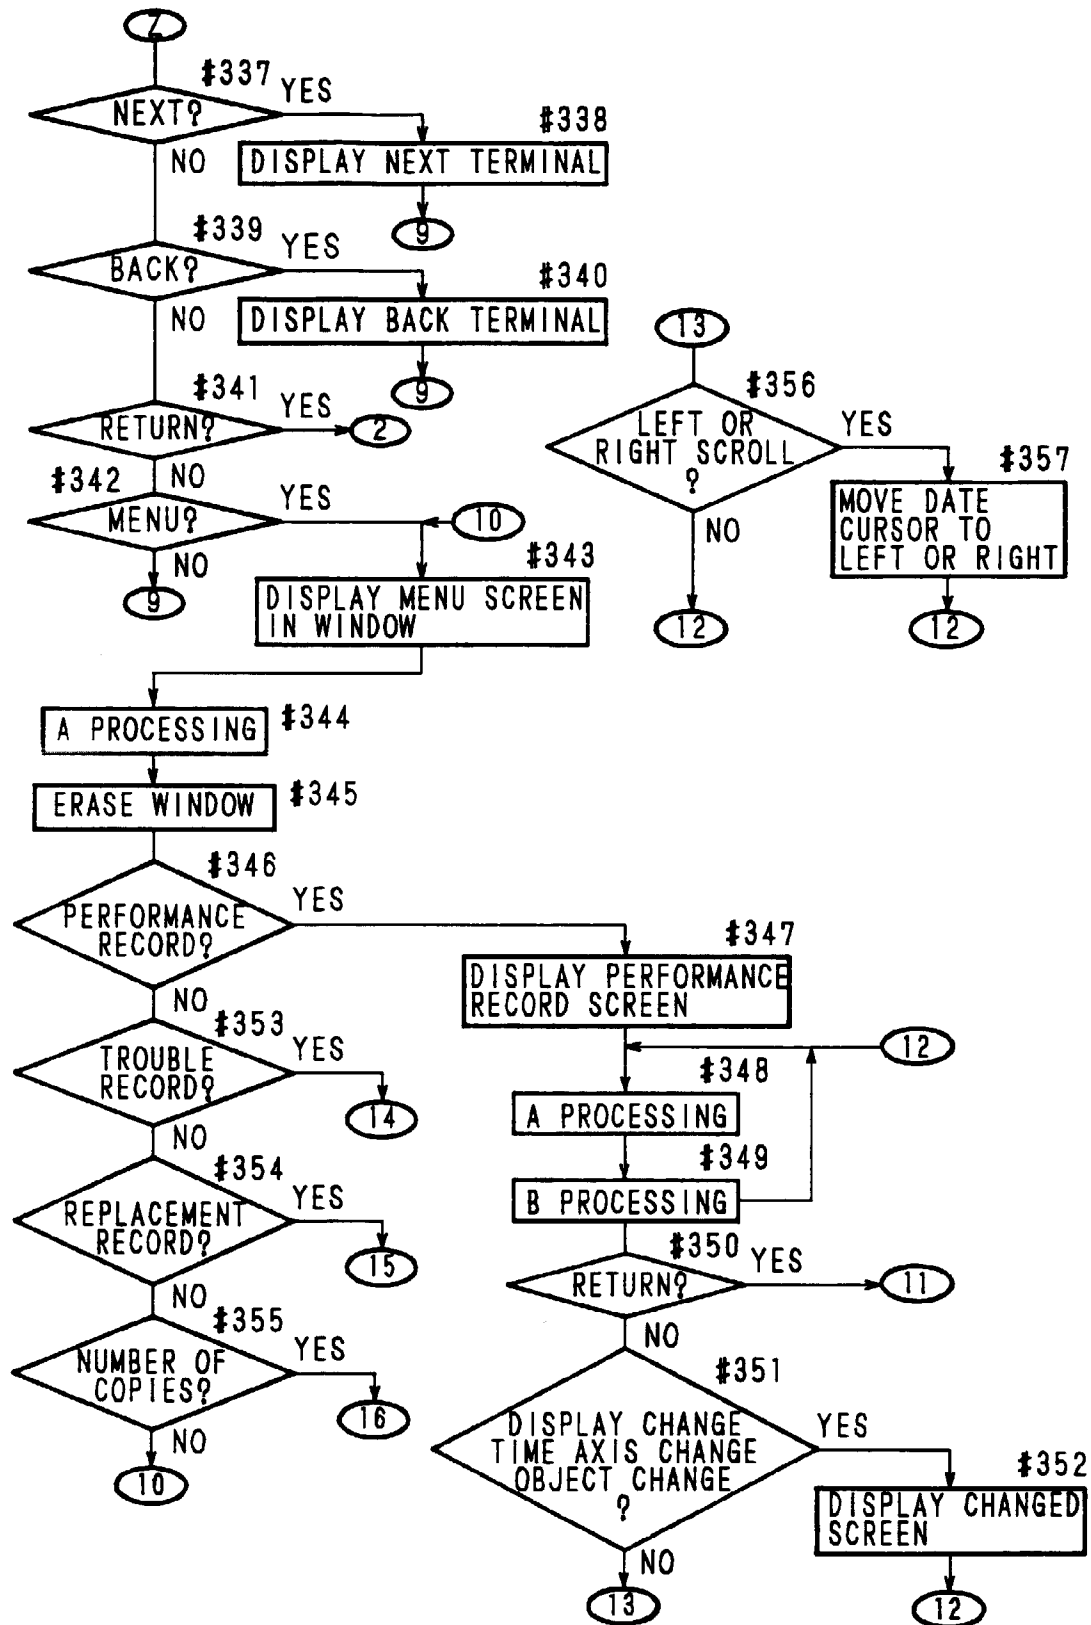 Z
#337
NEXT?
YES
NO
#338
DISPLAY NEXT TERMINAL
9
#339
BACK?
YES
NO
#340
DISPLAY BACK TERMINAL
9
#341
RETURN?
YES
2
NO
#342
MENU?
YES
10
NO
9
#343
DISPLAY MENU SCREEN
IN WINDOW
#344
A PROCESSING
#345
ERASE WINDOW
#346
PERFORMANCE
RECORD?
YES
NO
#353
TROUBLE
RECORD?
YES
14
NO
#354
REPLACEMENT
RECORD?
YES
15
NO
#355
NUMBER OF
COPIES?
YES
16
NO
10
13
#356
LEFT OR
RIGHT SCROLL
?
YES
NO
12
#357
MOVE DATE
CURSOR TO
LEFT OR RIGHT
12
#347
DISPLAY PERFORMANCE
RECORD SCREEN
12
#348
A PROCESSING
#349
B PROCESSING
#350
RETURN?
YES
11
NO
#351
DISPLAY CHANGE
TIME AXIS CHANGE
OBJECT CHANGE
?
YES
NO
13
#352
DISPLAY CHANGED
SCREEN
12